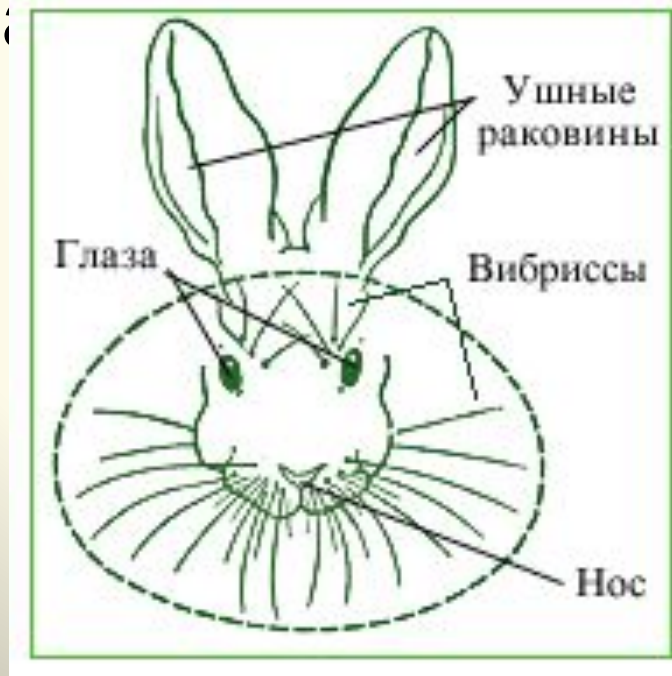 Ушные
раковины
Глаза
Вибриссы
Нос